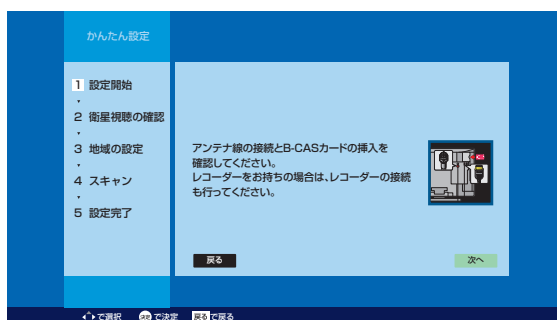 かんたん設定
1 設定開始
2 衛星視聴の確認
3 地域の設定
4 スキャン
5 設定完了
アンテナ線の接続とB-CASカードの挿入を
確認してください。
レコーダーをお持ちの場合は、レコーダーの接続
も行ってください。
戻る 次へ
で選択 決定 で決定 戻る で戻る